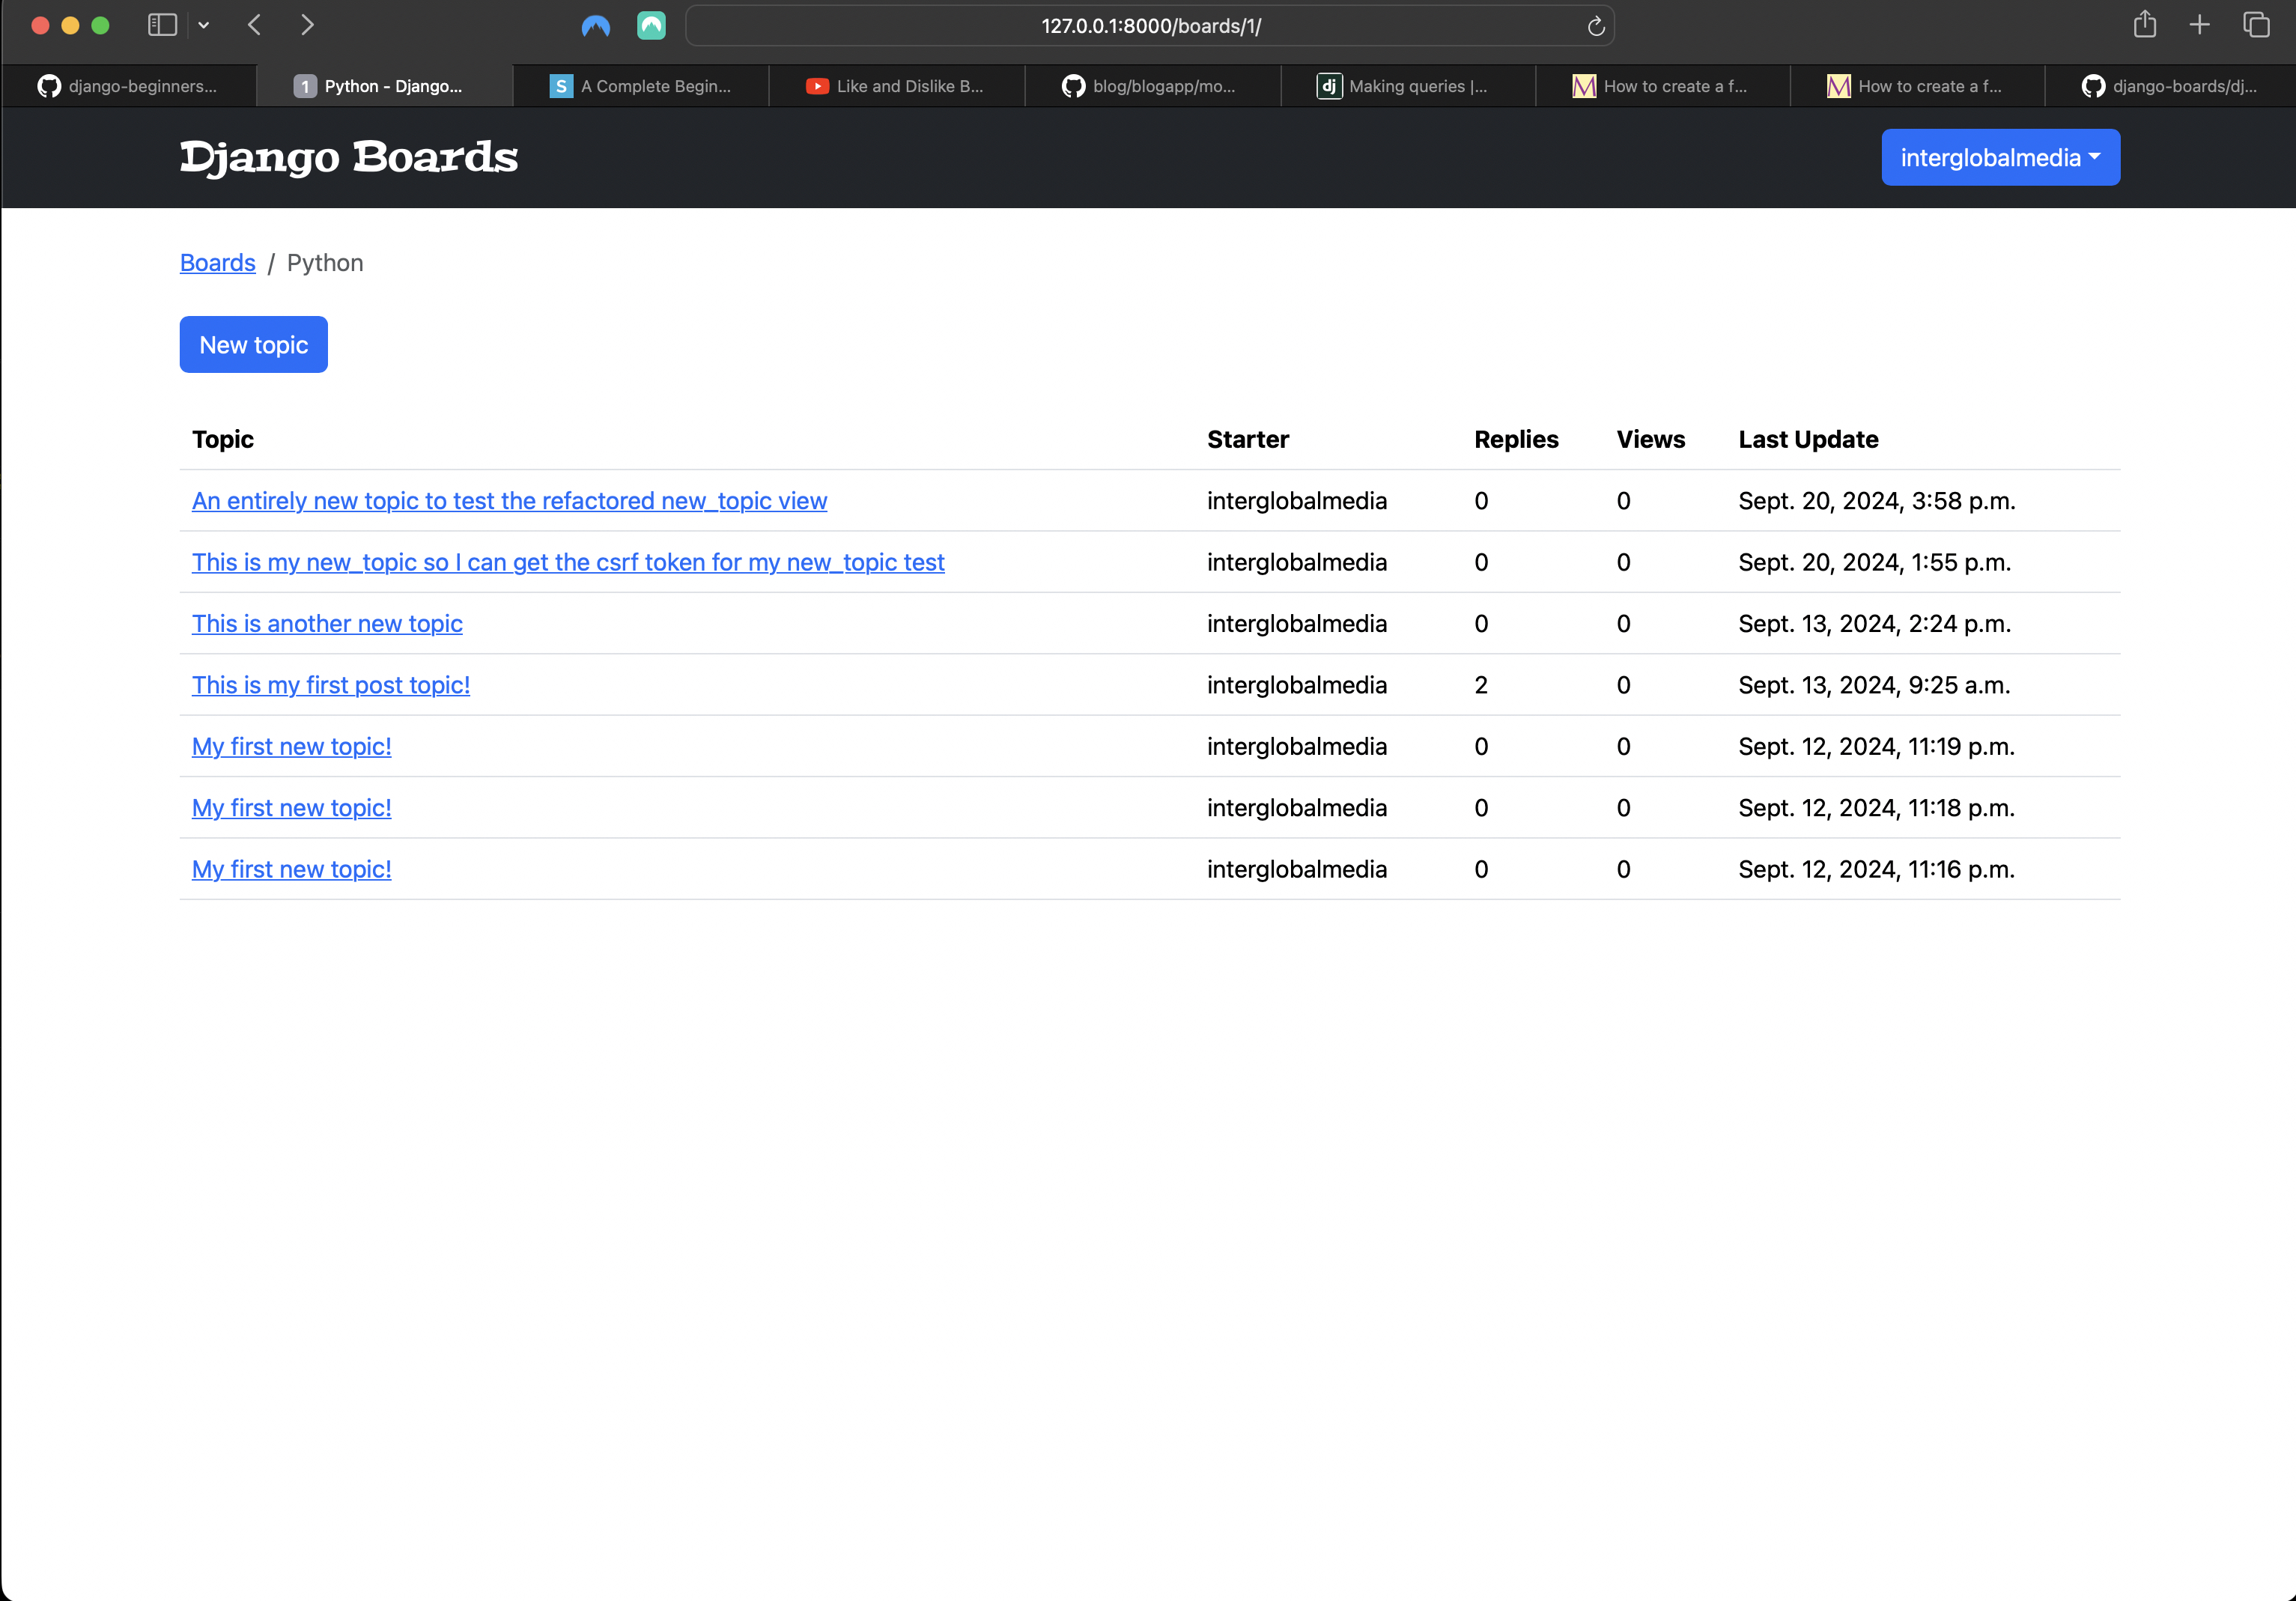 127.0.0.1:8000/boards/1/
django-beginners... 1 Python - Django... S A Complete Begin... Like and Dislike B... blog/blogapp/mo... dj Making queries |... M How to create a f... M How to create a f... django-boards/dj...
Django Boards interglobalmedia
Boards / Python
New topic
Topic Starter Replies Views Last Update
An entirely new topic to test the refactored new_topic view interglobalmedia 0 0 Sept. 20, 2024, 3:58 p.m.
This is my new_topic so I can get the csrf token for my new_topic test interglobalmedia 0 0 Sept. 20, 2024, 1:55 p.m.
This is another new topic interglobalmedia 0 0 Sept. 13, 2024, 2:24 p.m.
This is my first post topic! interglobalmedia 2 0 Sept. 13, 2024, 9:25 a.m.
My first new topic! interglobalmedia 0 0 Sept. 12, 2024, 11:19 p.m.
My first new topic! interglobalmedia 0 0 Sept. 12, 2024, 11:18 p.m.
My first new topic! interglobalmedia 0 0 Sept. 12, 2024, 11:16 p.m.